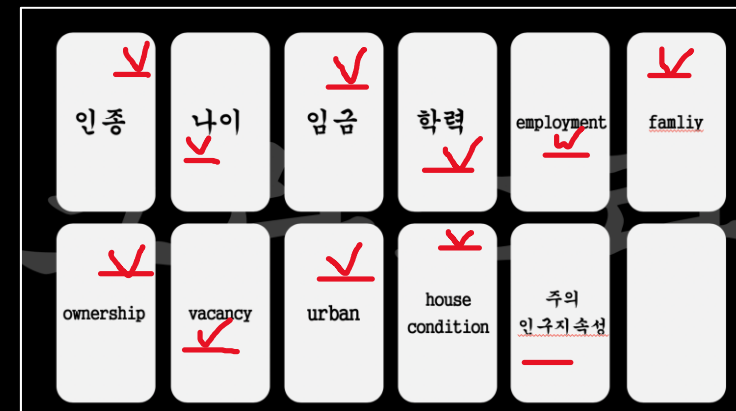 인종
나이
임금
학력
employment
famliy
ownership
vacancy
urban
house
condition
주의
인구지속성